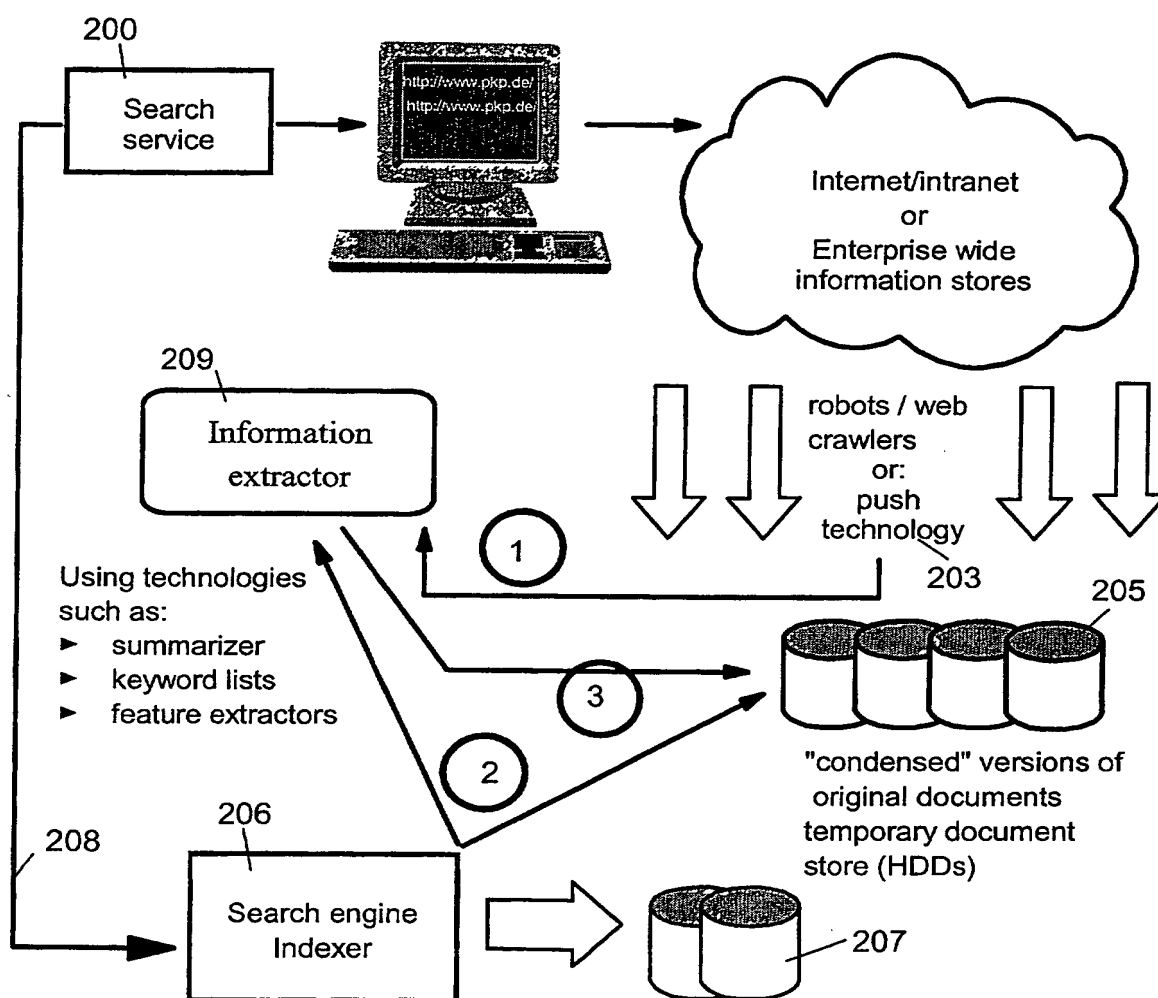 200
Search
service
http://www.pkp.de/
http://www.pkp.de/
Internet/intranet
or
Enterprise wide
information stores
209
Information
extractor
robots / web
crawlers
or:
push
technology
203
1
Using technologies
such as:
► summarizer
► keyword lists
► feature extractors
205
3
2
"condensed" versions of
original documents
temporary document
store (HDDs)
206
208
Search engine
Indexer
207